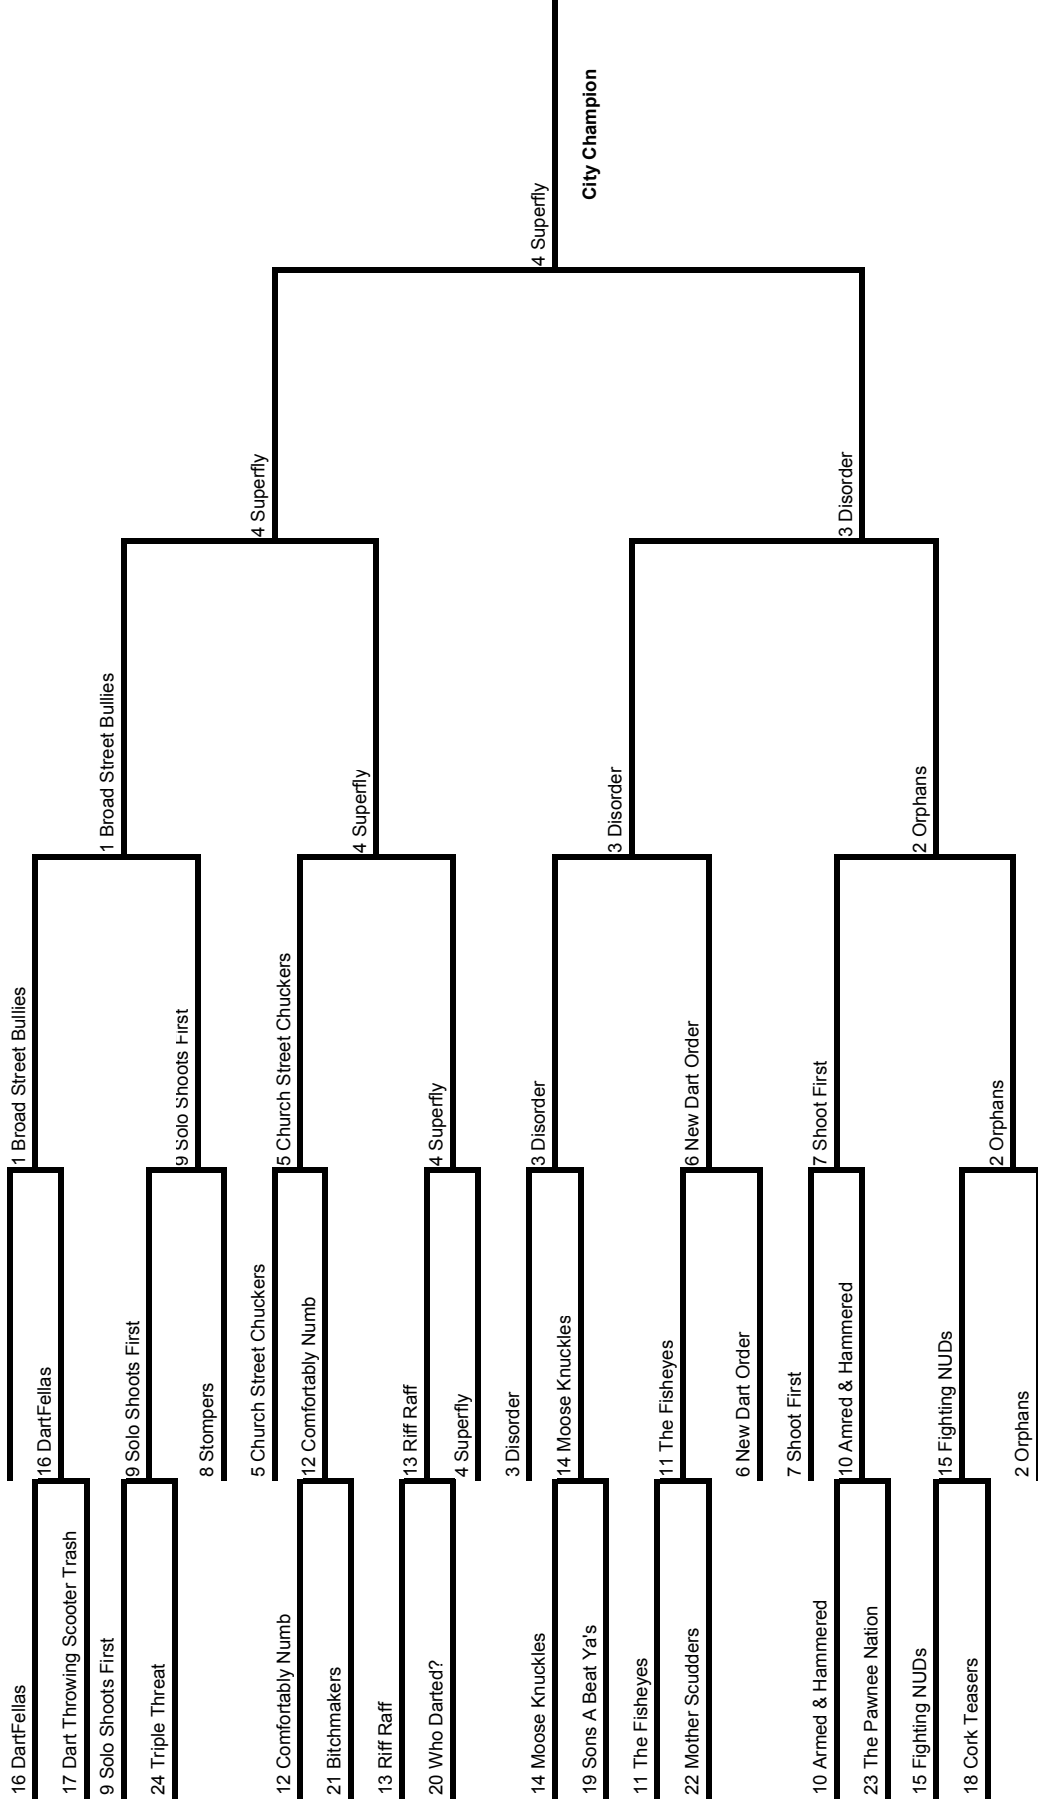 16 DartFellas
17 Dart Throwing Scooter Trash
9 Solo Shoots First
24 Triple Threat
12 Comfortably Numb
21 Bitchmakers
13 Riff Raff
20 Who Darted?
14 Moose Knuckles
19 Sons A Beat Ya's
11 The Fisheyes
22 Mother Scudders
10 Armed & Hammered
23 The Pawnee Nation
15 Fighting NUDs
18 Cork Teasers
16 DartFellas
9 Solo Shoots First
8 Stompers
5 Church Street Chuckers
12 Comfortably Numb
13 Riff Raff
4 Superfly
3 Disorder
14 Moose Knuckles
11 The Fisheyes
6 New Dart Order
7 Shoot First
10 Amred & Hammered
15 Fighting NUDs
2 Orphans
1 Broad Street Bullies
9 Solo Shoots First
5 Church Street Chuckers
4 Superfly
3 Disorder
6 New Dart Order
7 Shoot First
2 Orphans
1 Broad Street Bullies
4 Superfly
3 Disorder
2 Orphans
4 Superfly
3 Disorder
4 Superfly
City Champion